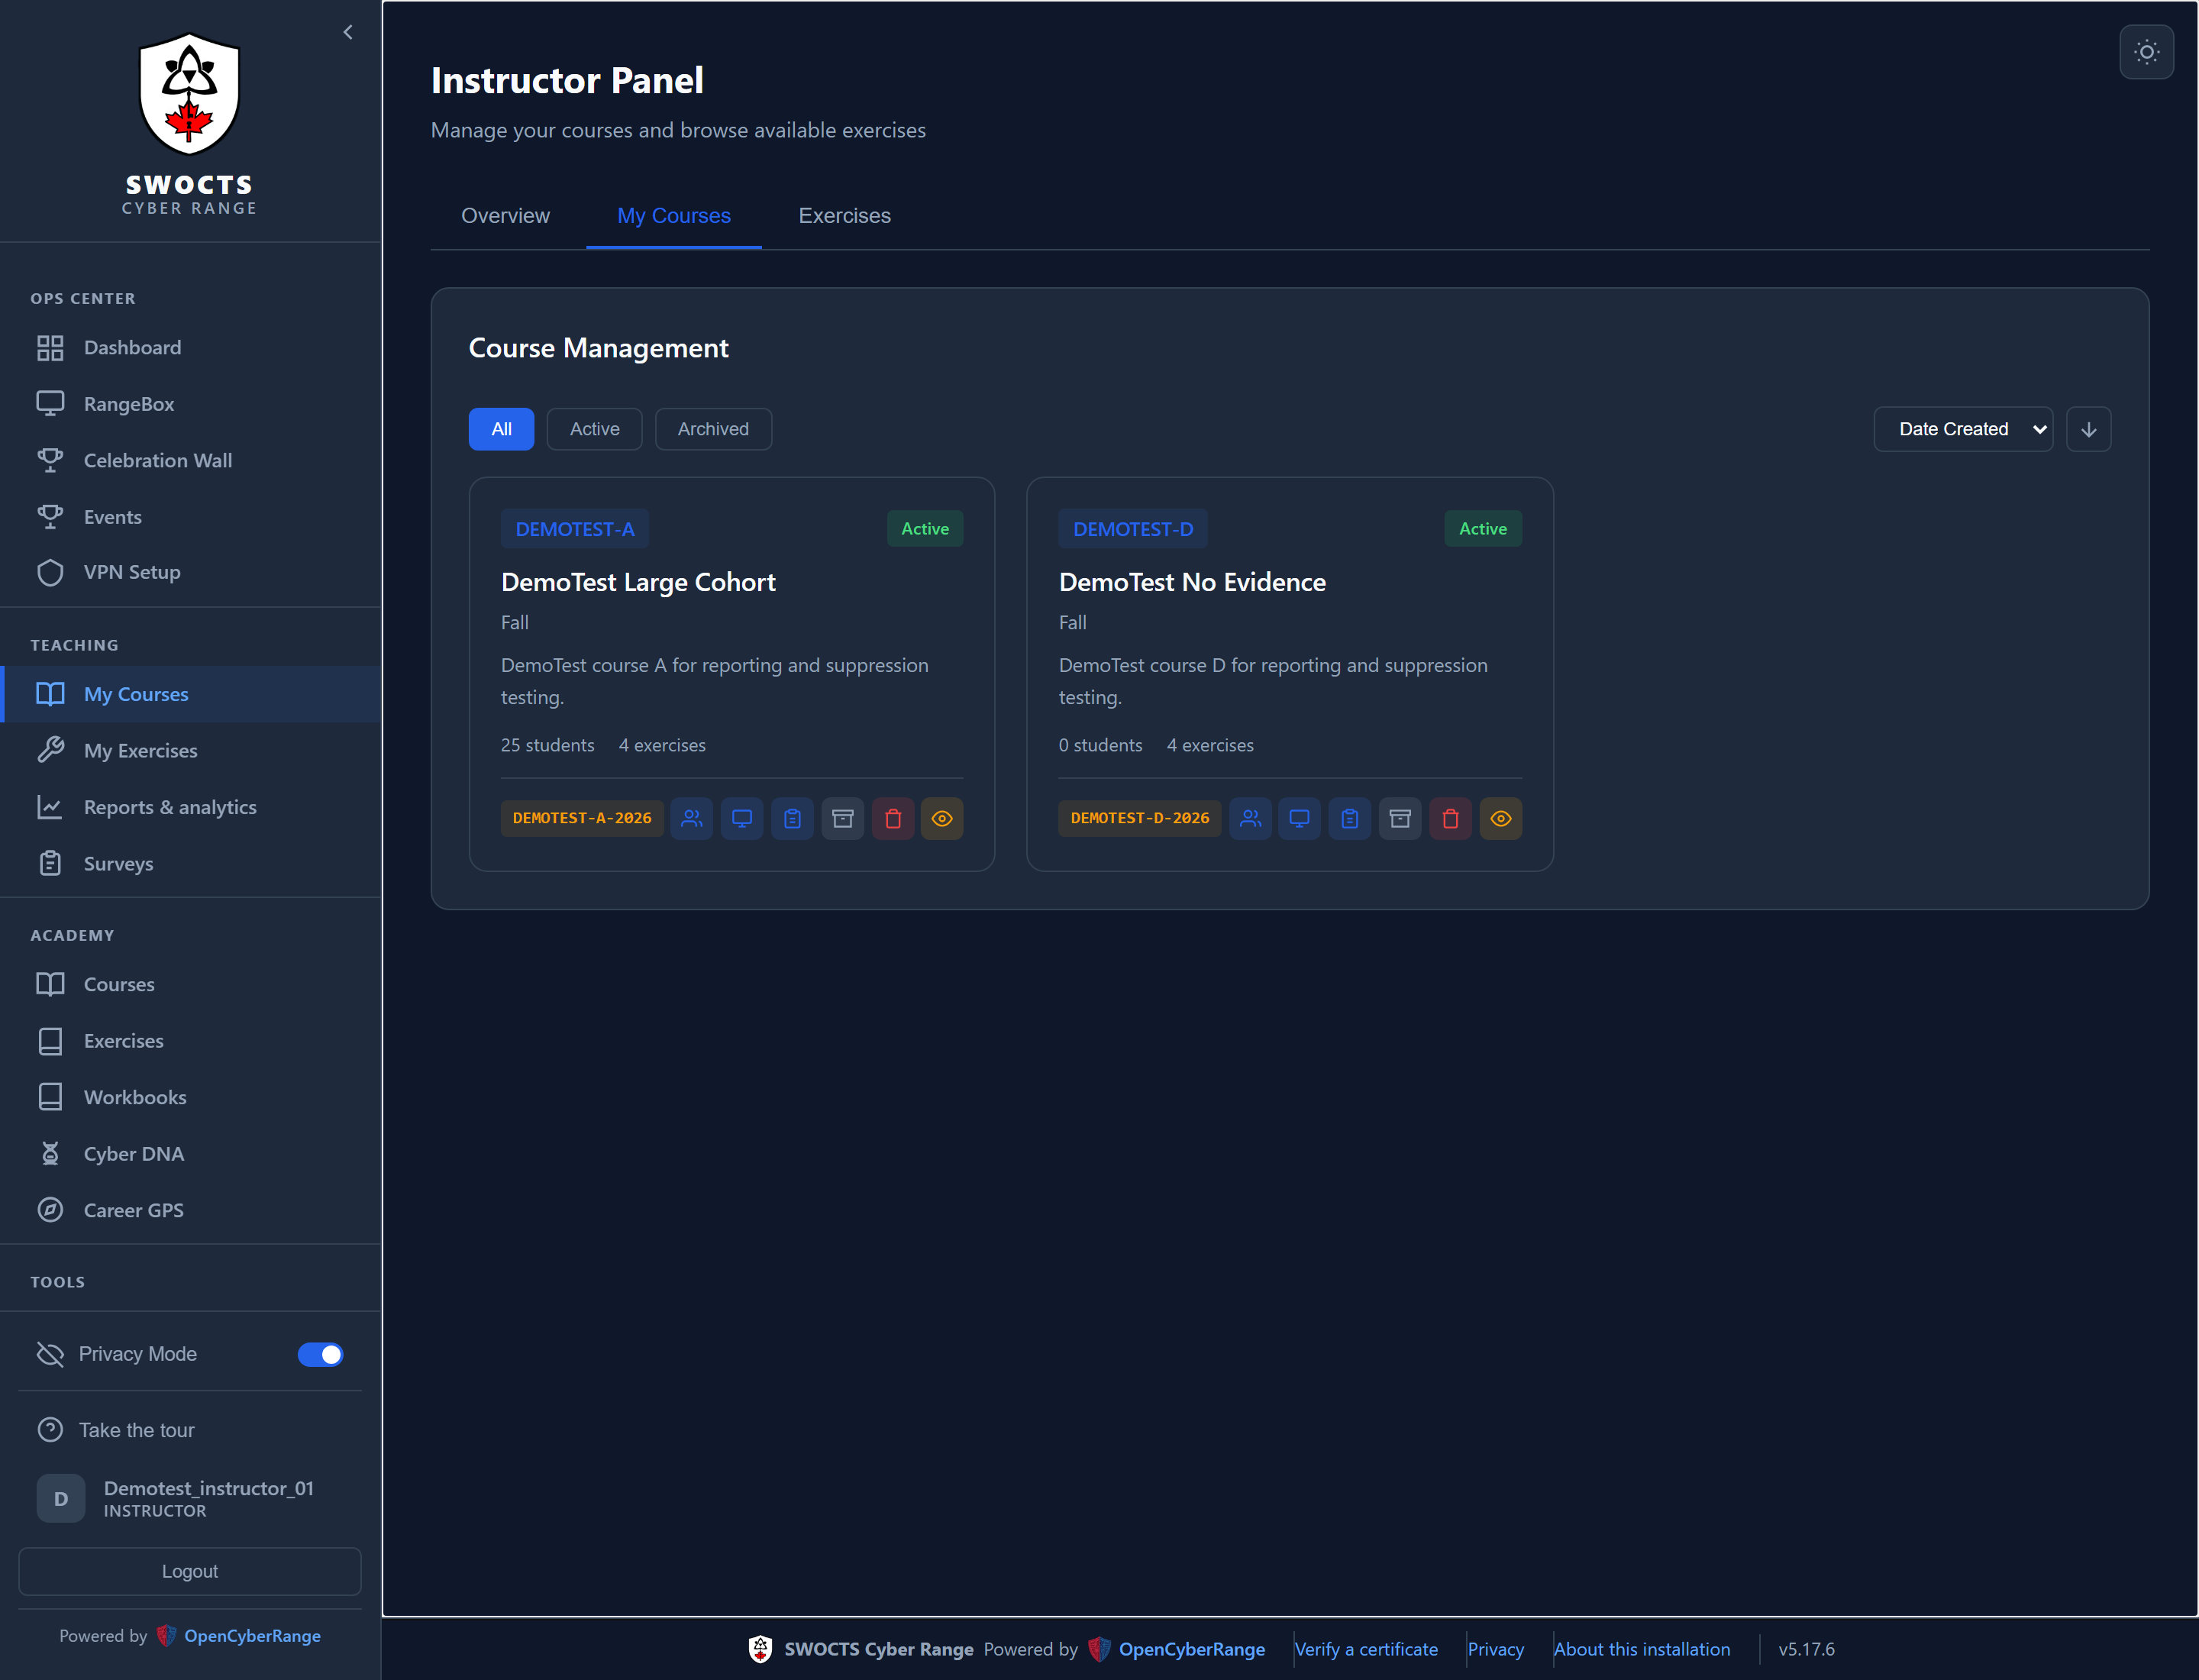 SWOCTS
CYBER RANGE
OPS CENTER
Dashboard
RangeBox
Celebration Wall
Events
VPN Setup
TEACHING
My Courses
My Exercises
Reports & analytics
Surveys
ACADEMY
Courses
Exercises
Workbooks
Cyber DNA
Career GPS
TOOLS
Privacy Mode
Take the tour
D
Demotest_instructor_01
INSTRUCTOR
Logout
Powered by OpenCyberRange
Instructor Panel
Manage your courses and browse available exercises
Overview My Courses Exercises
Course Management
All Active Archived Date Created
DEMOTEST-A Active
DemoTest Large Cohort
Fall
DemoTest course A for reporting and suppression
testing.
25 students 4 exercises
DEMOTEST-A-2026
DEMOTEST-D Active
DemoTest No Evidence
Fall
DemoTest course D for reporting and suppression
testing.
0 students 4 exercises
DEMOTEST-D-2026
SWOCTS Cyber Range Powered by OpenCyberRange Verify a certificate Privacy About this installation v5.17.6